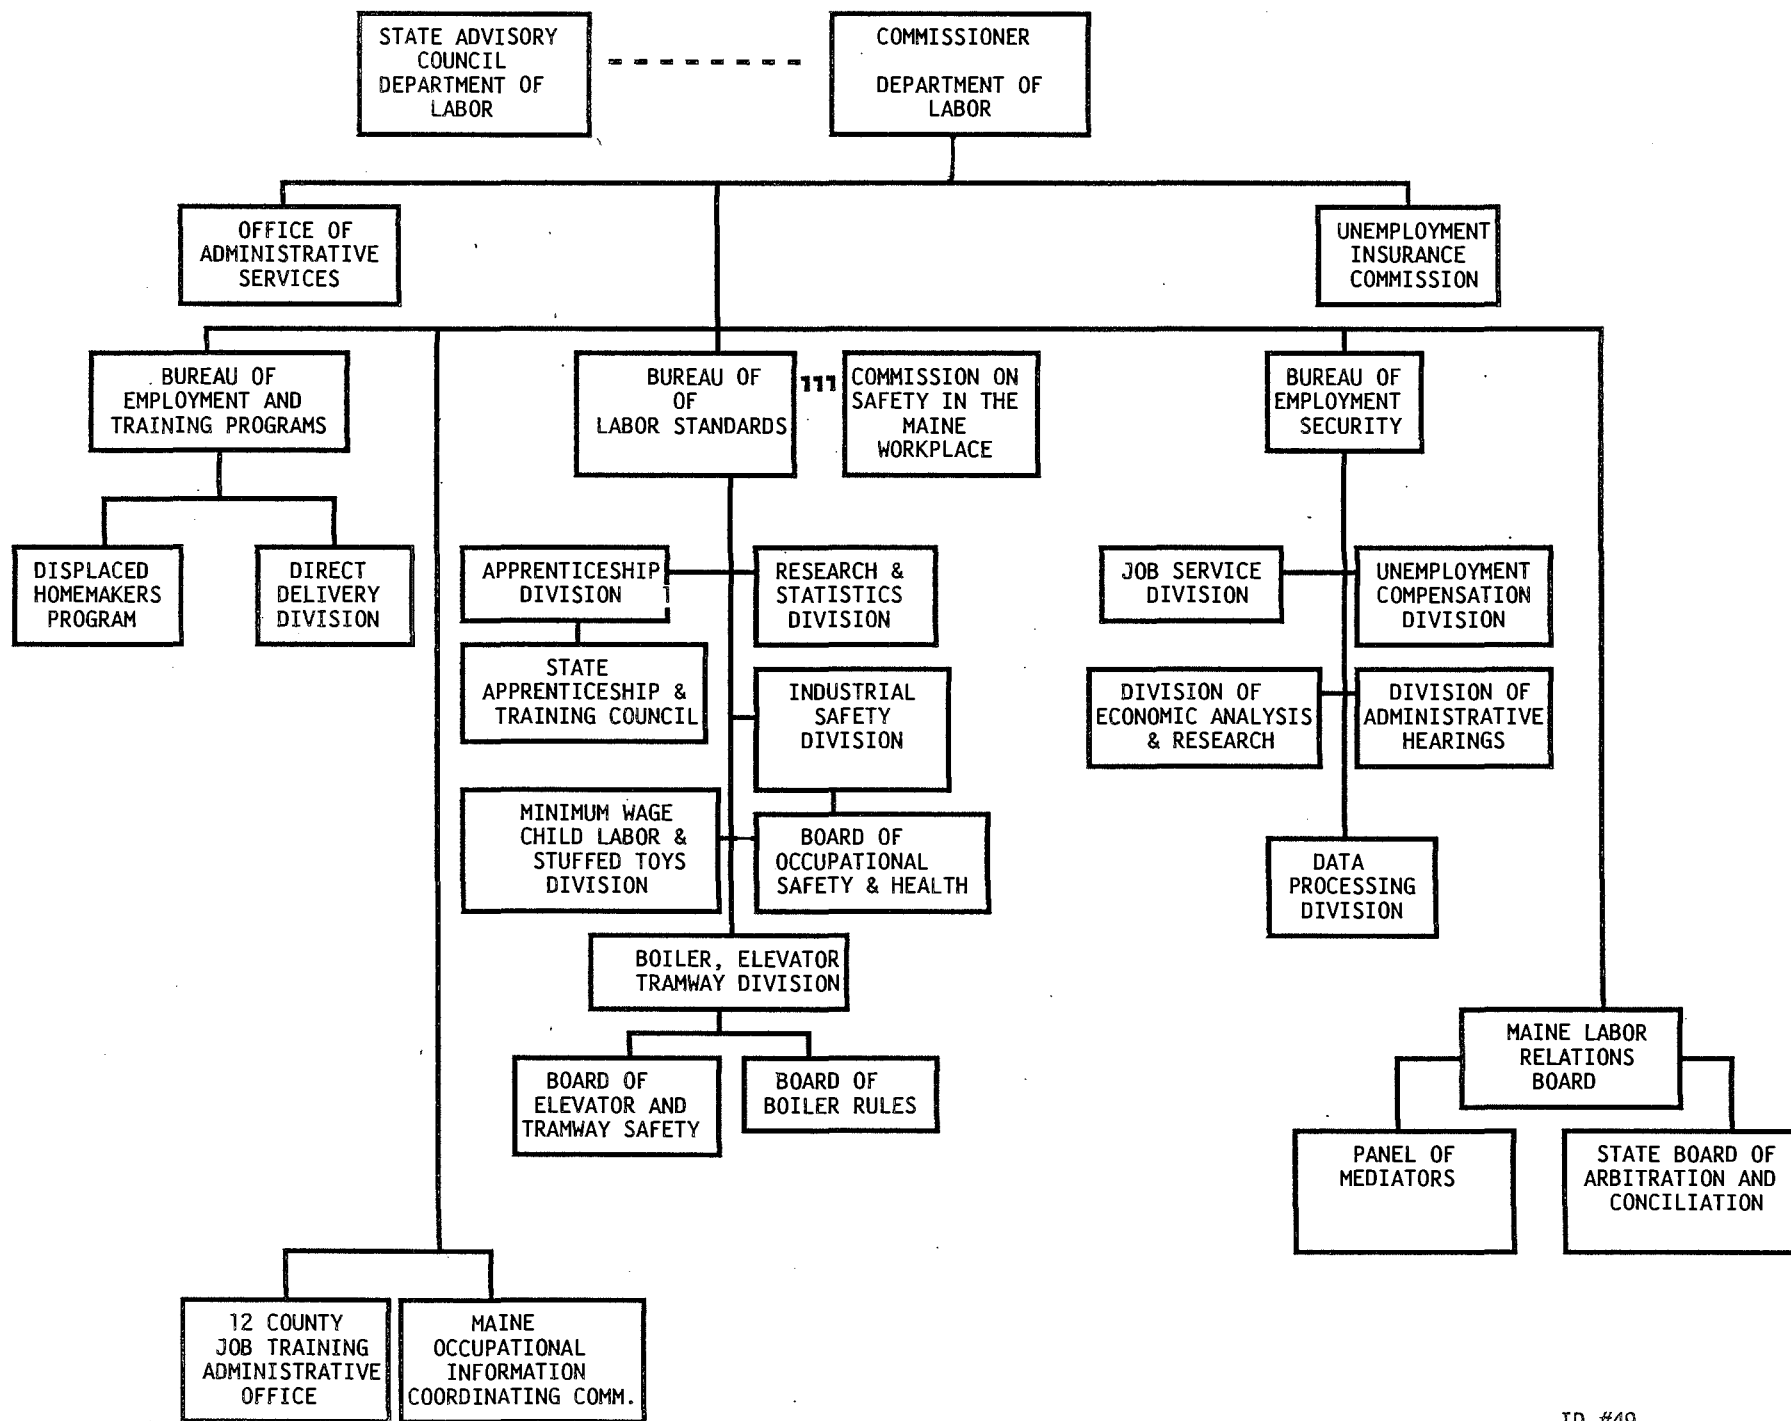 STATE ADVISORY
COUNCIL
DEPARTMENT OF
LABOR
COMMISSIONER
DEPARTMENT OF
LABOR
OFFICE OF
ADMINISTRATIVE
SERVICES
UNEMPLOYMENT
INSURANCE
COMMISSION
BUREAU OF
EMPLOYMENT AND
TRAINING PROGRAMS
BUREAU OF
OF
LABOR STANDARDS
COMMISSION ON
SAFETY IN THE
MAINE
WORKPLACE
BUREAU OF
EMPLOYMENT
SECURITY
DISPLACED
HOMEMAKERS
PROGRAM
DIRECT
DELIVERY
DIVISION
APPRENTICESHIP
DIVISION
RESEARCH &
STATISTICS
DIVISION
JOB SERVICE
DIVISION
UNEMPLOYMENT
COMPENSATION
DIVISION
STATE
APPRENTICESHIP &
TRAINING COUNCIL
INDUSTRIAL
SAFETY
DIVISION
DIVISION OF
ECONOMIC ANALYSIS
& RESEARCH
DIVISION OF
ADMINISTRATIVE
HEARINGS
MINIMUM WAGE
CHILD LABOR &
STUFFED TOYS
DIVISION
BOARD OF
OCCUPATIONAL
SAFETY & HEALTH
DATA
PROCESSING
DIVISION
BOILER, ELEVATOR
TRAMWAY DIVISION
BOARD OF
ELEVATOR AND
TRAMWAY SAFETY
BOARD OF
BOILER RULES
MAINE LABOR
RELATIONS
BOARD
PANEL OF
MEDIATORS
STATE BOARD OF
ARBITRATION AND
CONCILIATION
12 COUNTY
JOB TRAINING
ADMINISTRATIVE
OFFICE
MAINE
OCCUPATIONAL
INFORMATION
COORDINATING COMM.
ID #49